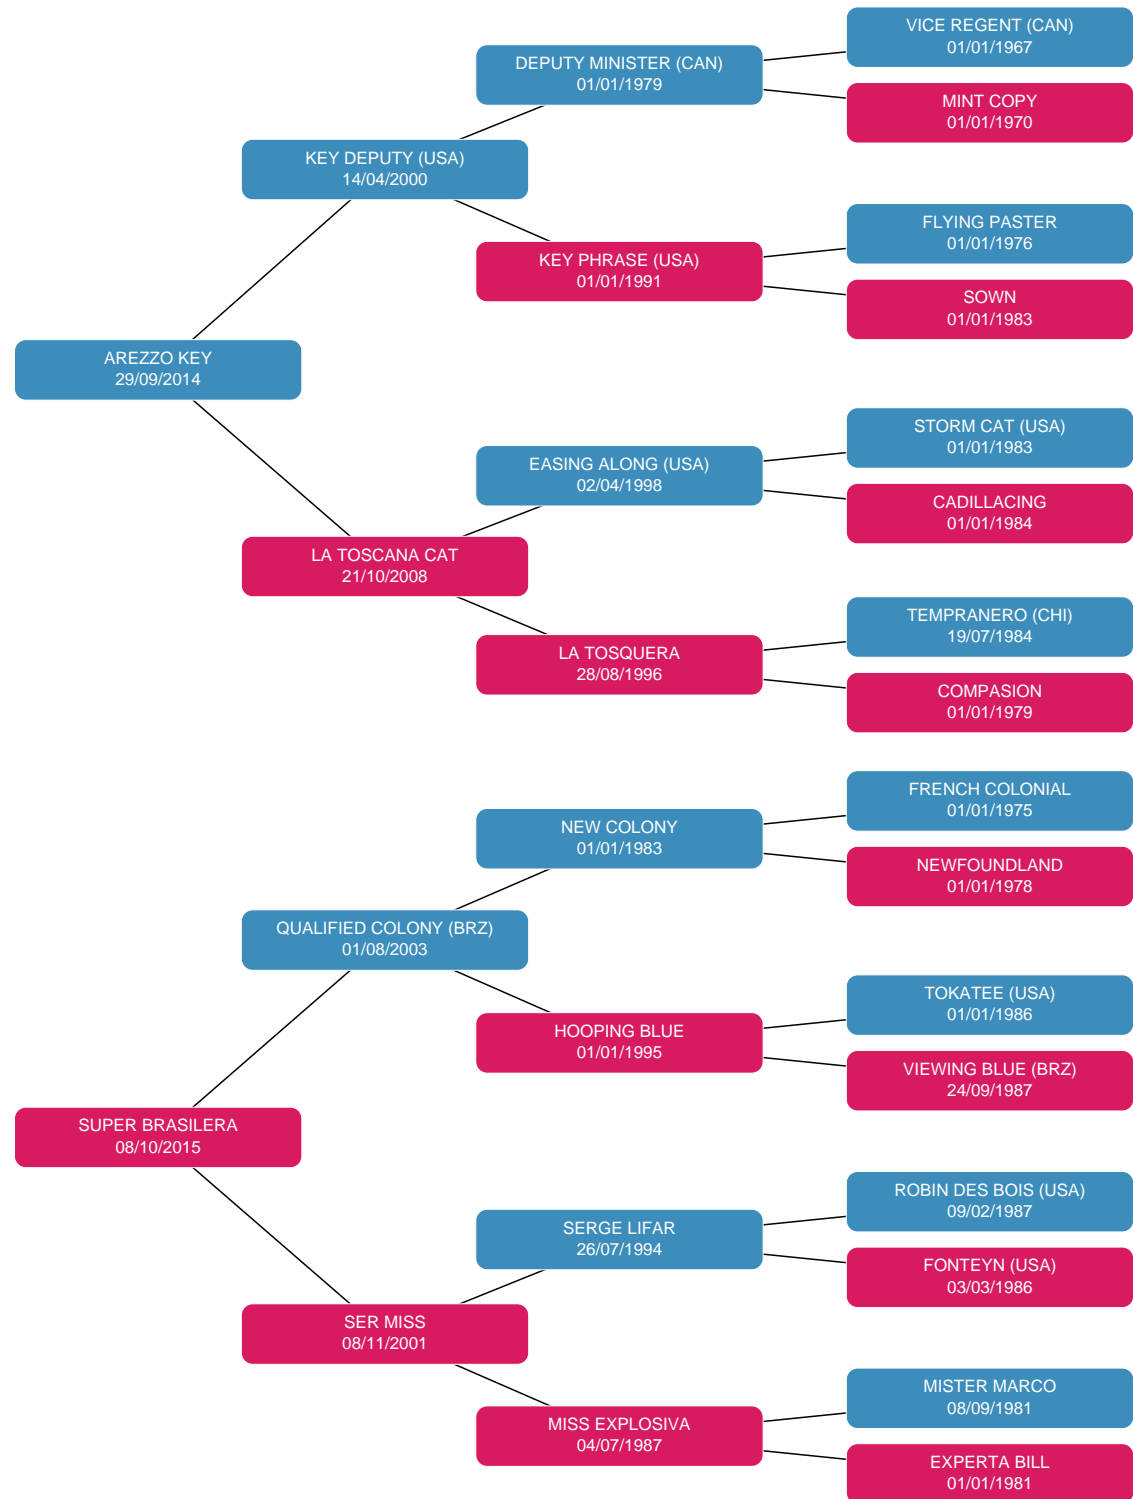 VICE REGENT (CAN)
01/01/1967
DEPUTY MINISTER (CAN)
01/01/1979
MINT COPY
01/01/1970
KEY DEPUTY (USA)
14/04/2000
FLYING PASTER
01/01/1976
KEY PHRASE (USA)
01/01/1991
SOWN
01/01/1983
AREZZO KEY
29/09/2014
STORM CAT (USA)
01/01/1983
EASING ALONG (USA)
02/04/1998
CADILLACING
01/01/1984
LA TOSCANA CAT
21/10/2008
TEMPRANERO (CHI)
19/07/1984
LA TOSQUERA
28/08/1996
COMPASION
01/01/1979
FRENCH COLONIAL
01/01/1975
NEW COLONY
01/01/1983
NEWFOUNDLAND
01/01/1978
QUALIFIED COLONY (BRZ)
01/08/2003
TOKATEE (USA)
01/01/1986
HOOPING BLUE
01/01/1995
VIEWING BLUE (BRZ)
24/09/1987
SUPER BRASILERA
08/10/2015
ROBIN DES BOIS (USA)
09/02/1987
SERGE LIFAR
26/07/1994
FONTEYN (USA)
03/03/1986
SER MISS
08/11/2001
MISTER MARCO
08/09/1981
MISS EXPLOSIVA
04/07/1987
EXPERTA BILL
01/01/1981